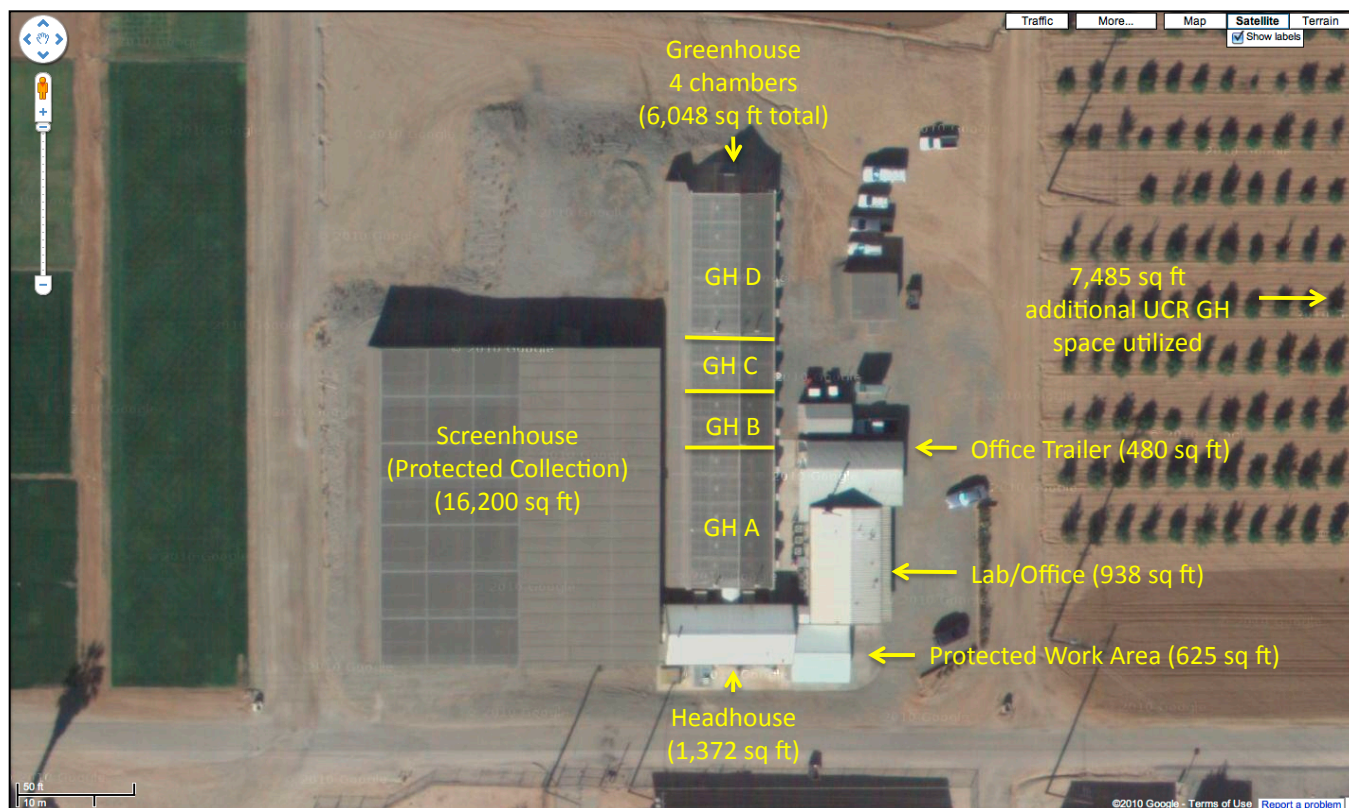 Traffic
More...
Map
Satellite
Terrain
Show labels
Greenhouse
4 chambers
(6,048 sq ft total)
GH D
7,485 sq ft
additional UCR GH
space utilized
GH C
GH B
Screenhouse
(Protected Collection)
(16,200 sq ft)
Office Trailer (480 sq ft)
GH A
Lab/Office (938 sq ft)
Protected Work Area (625 sq ft)
Headhouse
(1,372 sq ft)
50 ft
10 m
©2010 Google - Terms of Use
Report a problem